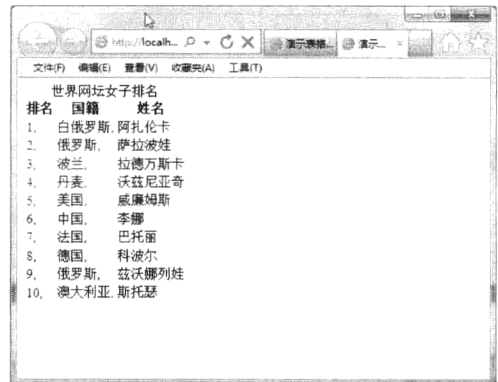 http://localh...
演示表格...
演示...
文件(F) 编辑(E) 查看(V) 收藏夹(A) 工具(T)
世界网坛女子排名
排名 国籍 姓名
1, 白俄罗斯, 阿扎伦卡
2, 俄罗斯, 萨拉波娃
3, 波兰, 拉德万斯卡
4, 丹麦, 沃兹尼亚奇
5, 美国, 威廉姆斯
6, 中国, 李娜
7, 法国, 巴托丽
8, 德国, 科波尔
9, 俄罗斯, 兹沃娜列娃
10, 澳大利亚, 斯托瑟